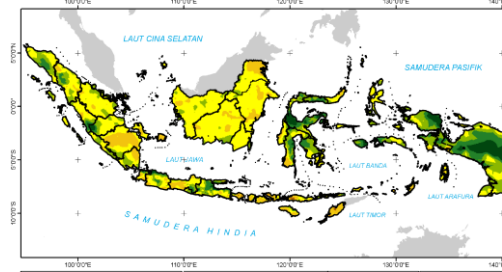 100°0'0"E 110°0'0"E 120°0'0"E 130°0'0"E 140°0'
LAUT CINA SELATAN
5°0'0"N
SAMUDERA PASIFIK
0°0'0"
5°0'0"S
LAUT JAWA
LAUT BANDA
LAUT ARAFURA
10°0'0"S
SAMUDERA HINDIA
LAUT TIMOR
100°0'0"E 110°0'0"E 120°0'0"E 130°0'0"E 140°0'